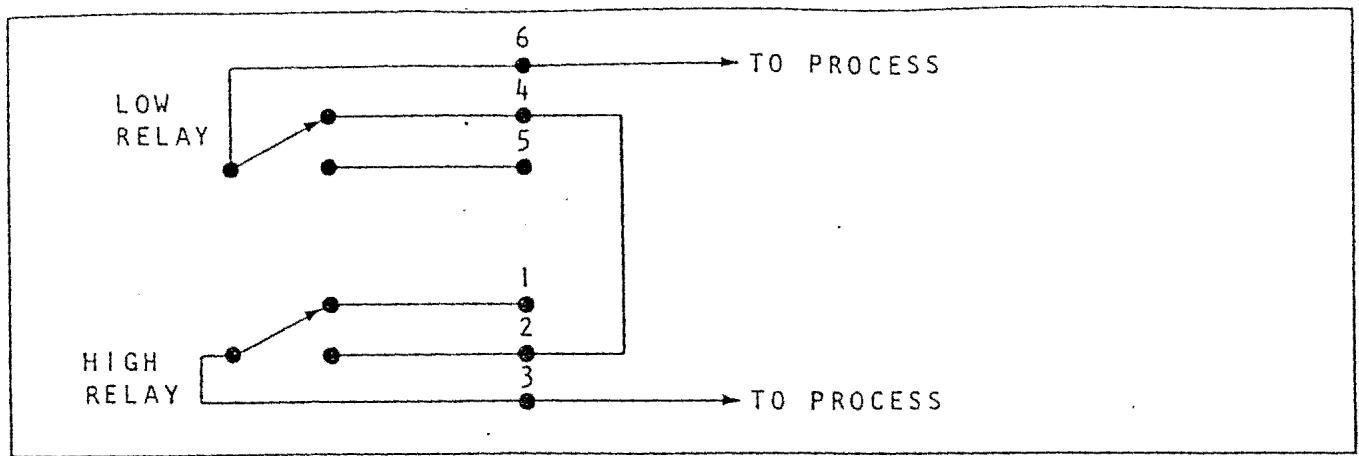 6
TO PROCESS
4
LOW
RELAY
5
1
2
HIGH
RELAY
3
TO PROCESS